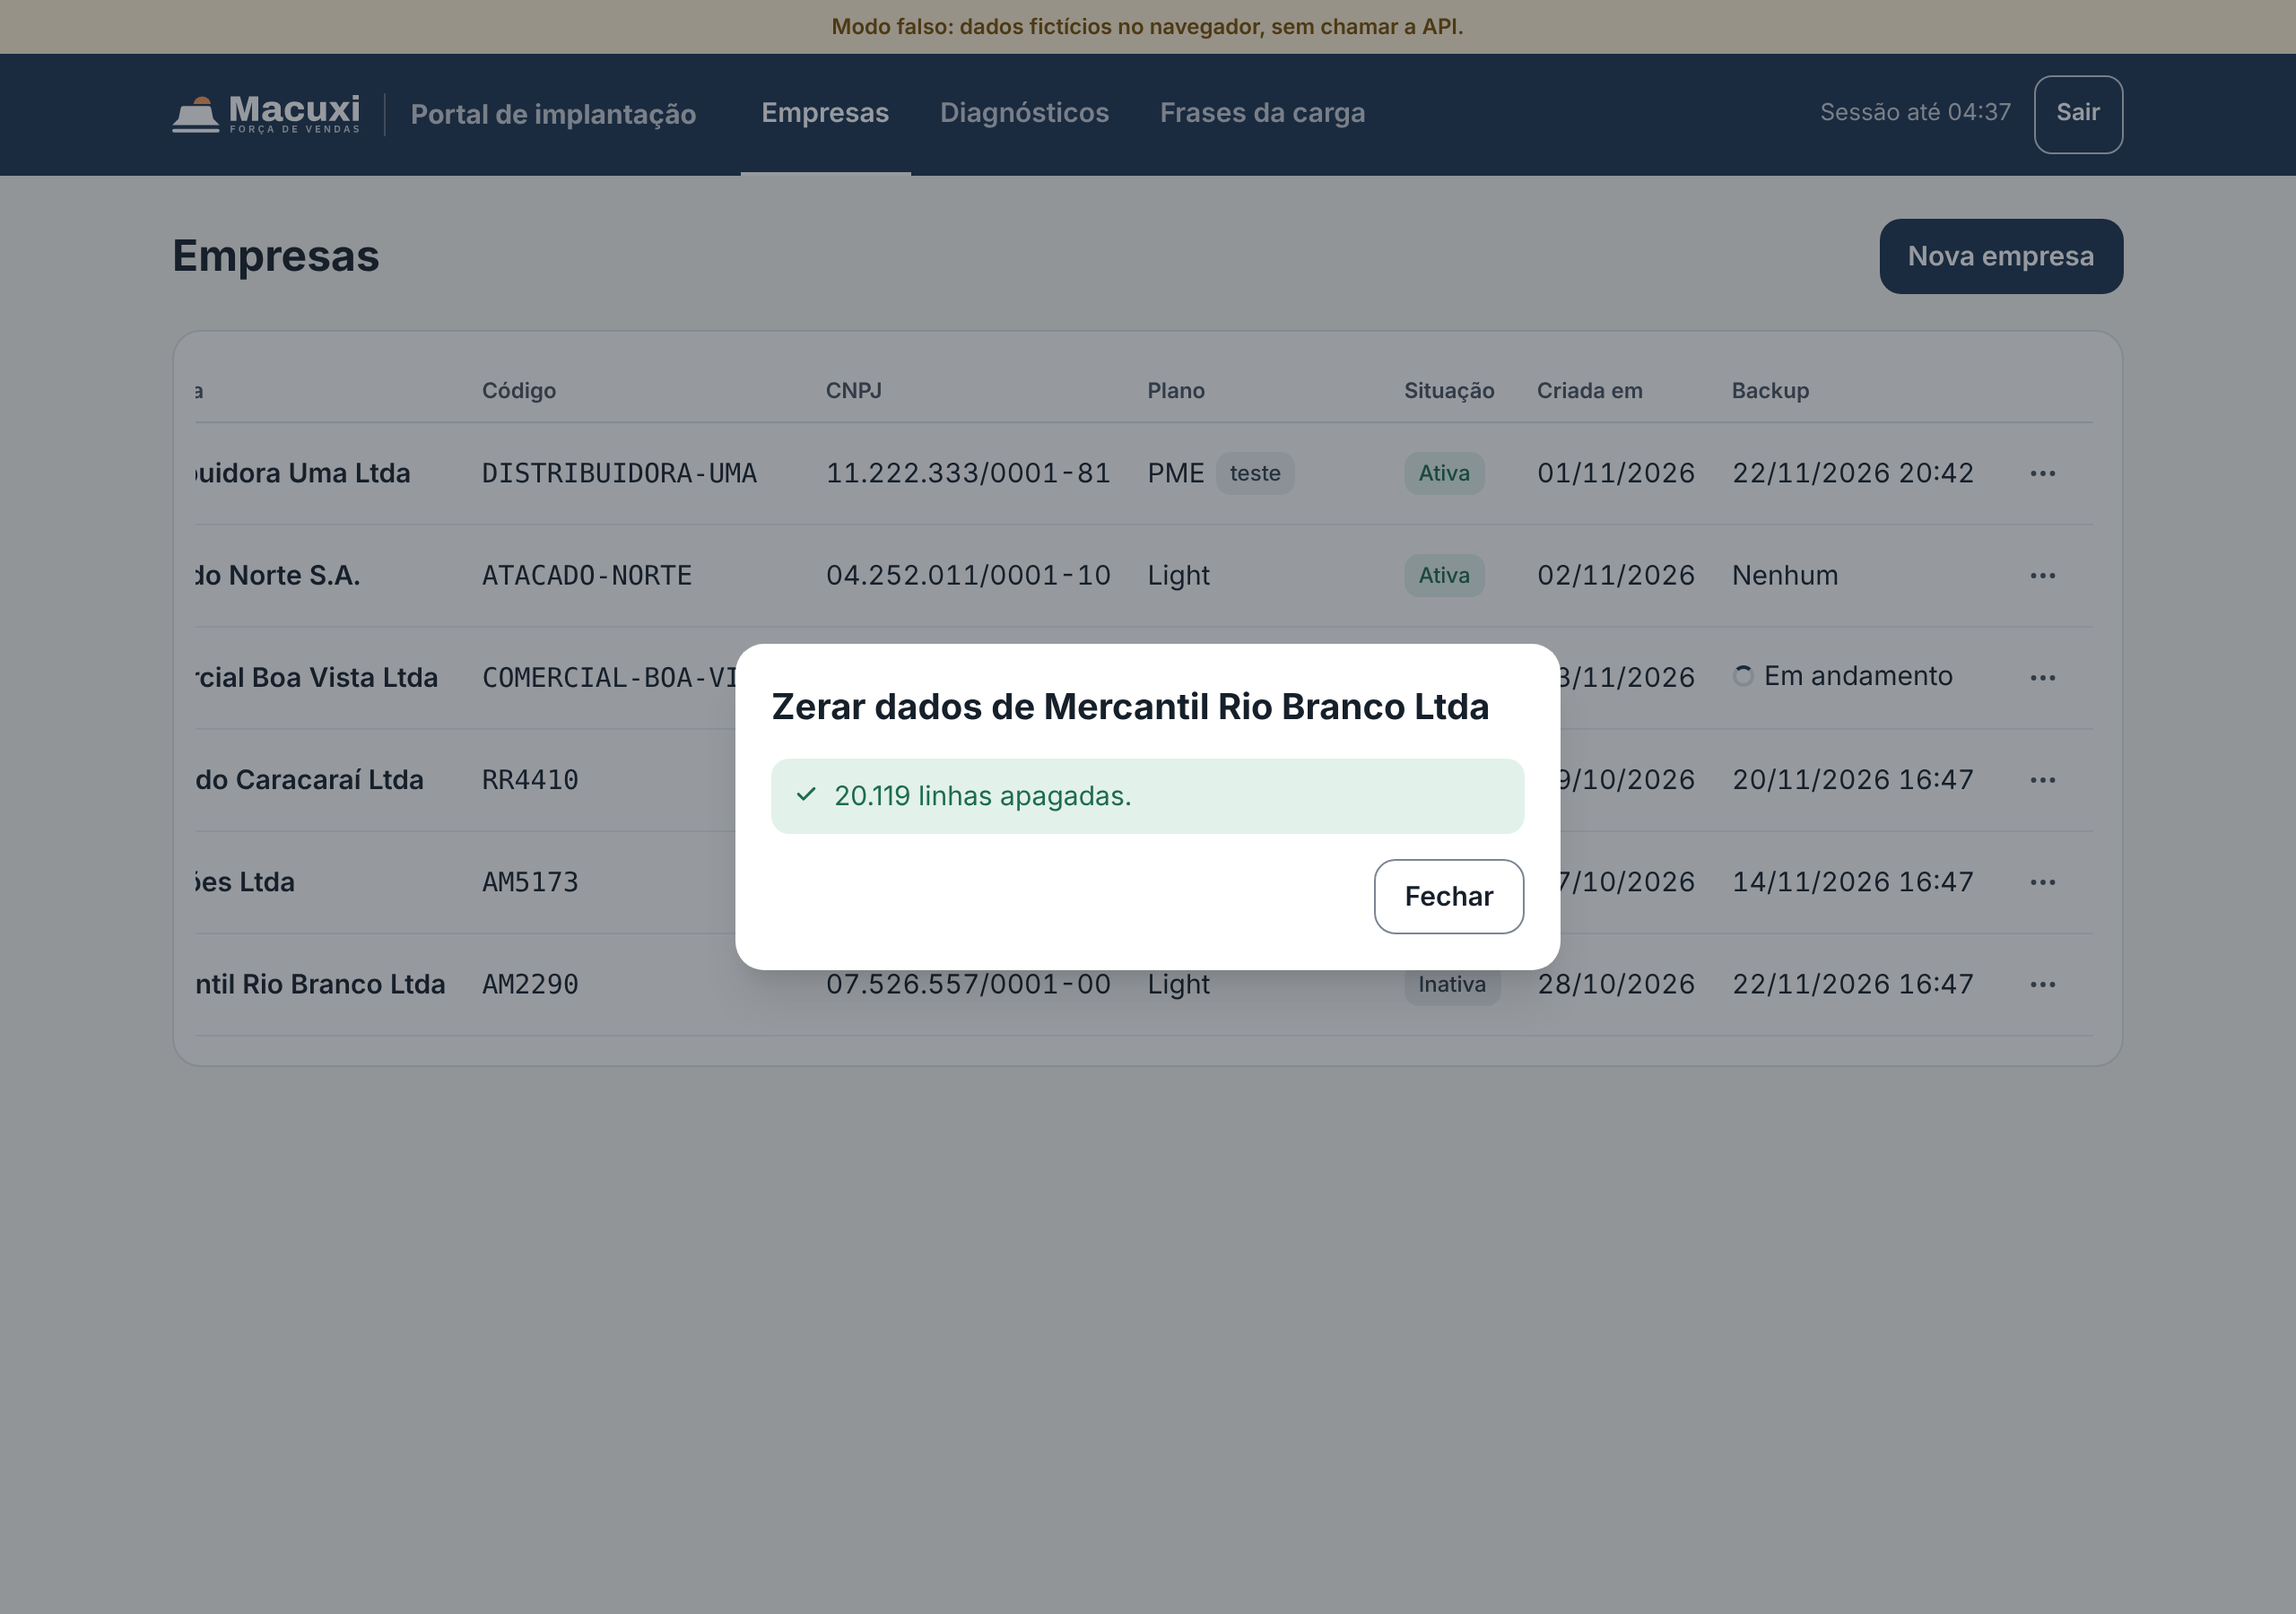 Modo falso: dados fictícios no navegador, sem chamar a API.
Macuxi
FORÇA DE VENDAS
Portal de implantação
Empresas
Diagnósticos
Frases da carga
Sessão até 04:37
Sair
Empresas
Nova empresa
a Código CNPJ Plano Situação Criada em Backup
uidora Uma Ltda DISTRIBUIDORA-UMA 11.222.333/0001-81 PME teste Ativa 01/11/2026 22/11/2026 20:42
do Norte S.A. ATACADO-NORTE 04.252.011/0001-10 Light Ativa 02/11/2026 Nenhum
rcial Boa Vista Ltda COMERCIAL-BOA-VI 3/11/2026 Em andamento
do Caracaraí Ltda RR4410 9/10/2026 20/11/2026 16:47
ões Ltda AM5173 7/10/2026 14/11/2026 16:47
ntil Rio Branco Ltda AM2290 07.526.557/0001-00 Light Inativa 28/10/2026 22/11/2026 16:47
Zerar dados de Mercantil Rio Branco Ltda
20.119 linhas apagadas.
Fechar